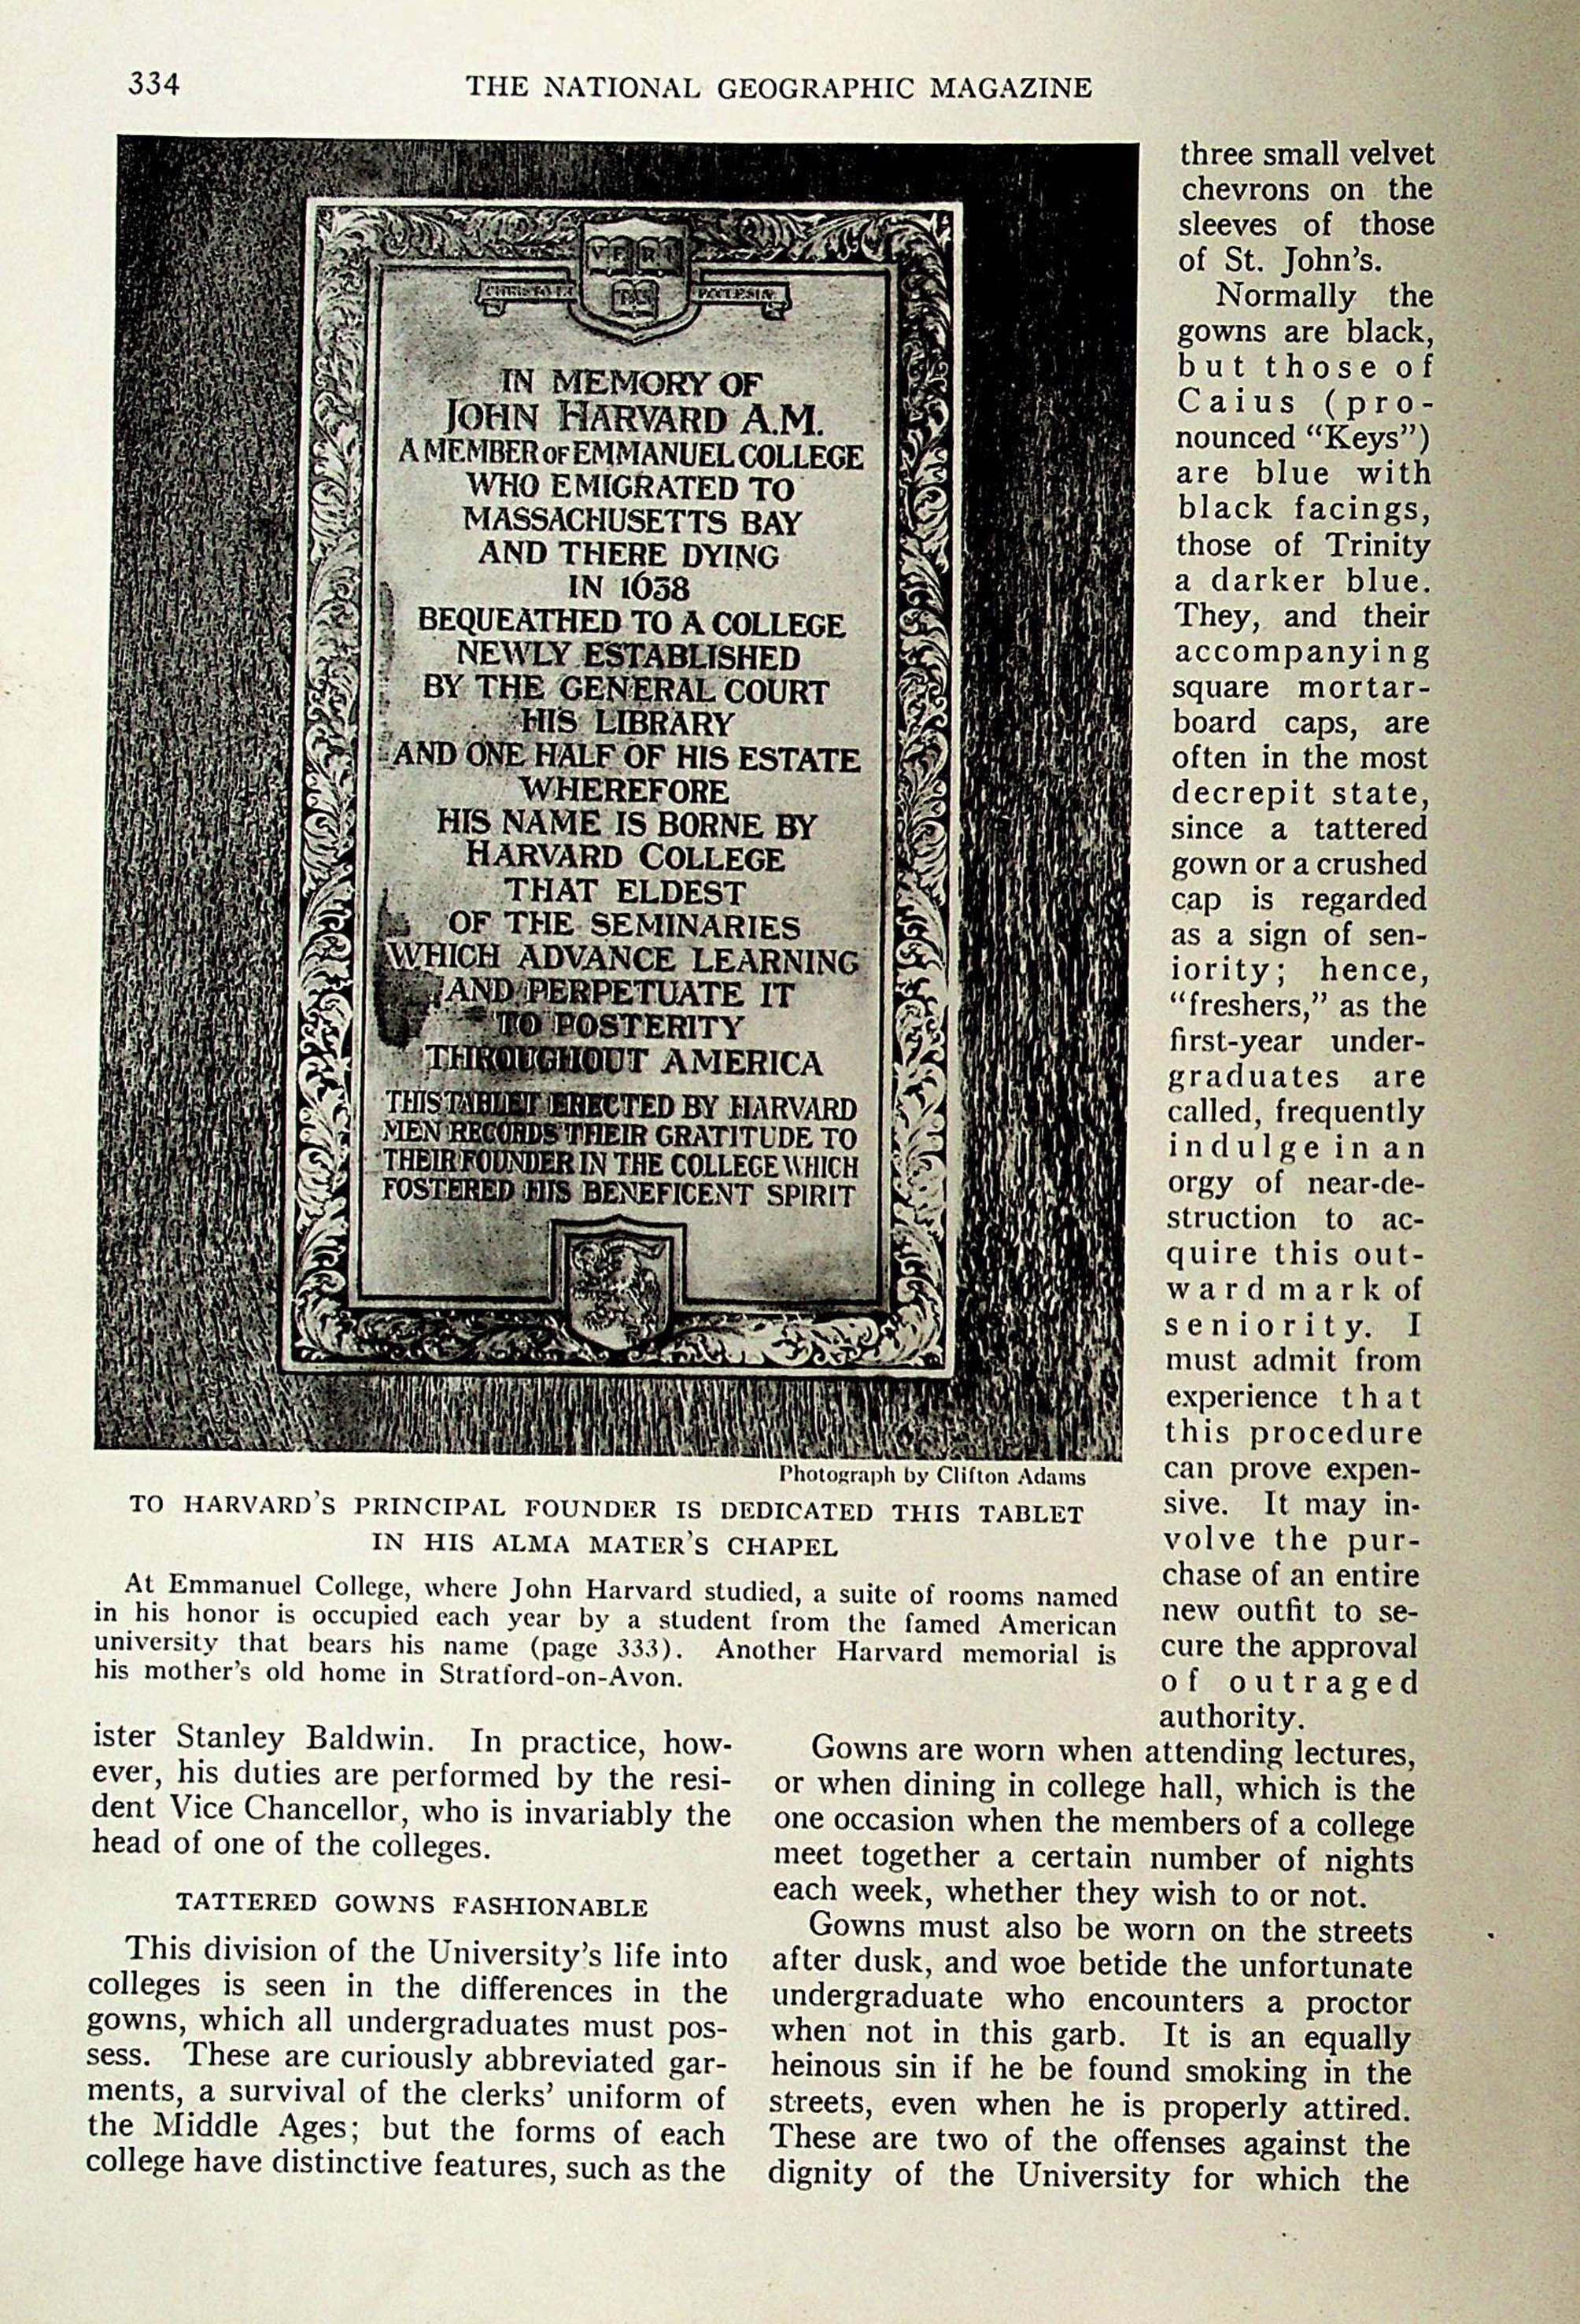 334
THE NATIONAL GEOGRAPHIC MAGAZINE
VE RI
TAS
CHRISTO ET
ECCLESIÆ
IN MEMORY OF
JOHN HARVARD A.M.
A MEMBER OF EMMANUEL COLLEGE
WHO EMIGRATED TO
MASSACHUSETTS BAY
AND THERE DYING
IN 1638
BEQUEATHED TO A COLLEGE
NEWLY ESTABLISHED
BY THE GENERAL COURT
HIS LIBRARY
AND ONE HALF OF HIS ESTATE
WHEREFORE
HIS NAME IS BORNE BY
HARVARD COLLEGE
THAT ELDEST
OF THE SEMINARIES
WHICH ADVANCE LEARNING
AND PERPETUATE IT
TO POSTERITY
THROUGHOUT AMERICA
THIS TABLET ERECTED BY HARVARD
MEN RECORDS THEIR GRATITUDE TO
THEIR FOUNDER IN THE COLLEGE WHICH
FOSTERED HIS BENEFICENT SPIRIT
Photograph by Clifton Adams
TO HARVARD'S PRINCIPAL FOUNDER IS DEDICATED THIS TABLET
IN HIS ALMA MATER'S CHAPEL
At Emmanuel College, where John Harvard studied, a suite of rooms named
in his honor is occupied each year by a student from the famed American
university that bears his name (page 333). Another Harvard memorial is
his mother's old home in Stratford-on-Avon.
ister Stanley Baldwin. In practice, how-
ever, his duties are performed by the resi-
dent Vice Chancellor, who is invariably the
head of one of the colleges.
TATTERED GOWNS FASHIONABLE
This division of the University's life into
colleges is seen in the differences in the
gowns, which all undergraduates must pos-
sess. These are curiously abbreviated gar-
ments, a survival of the clerks' uniform of
the Middle Ages; but the forms of each
college have distinctive features, such as the
three small velvet
chevrons on the
sleeves of those
of St. John's.
Normally the
gowns are black,
but those of
Caius (pro-
nounced "Keys")
are blue with
black facings,
those of Trinity
a darker blue.
They, and their
accompanying
square mortar-
board caps, are
often in the most
decrepit state,
since a tattered
gown or a crushed
cap is regarded
as a sign of sen-
iority; hence,
"freshers," as the
first-year under-
graduates are
called, frequently
indulge in an
orgy of near-de-
struction to ac-
quire this out-
ward mark of
seniority. I
must admit from
experience that
this procedure
can prove expen-
sive. It may in-
volve the pur-
chase of an entire
new outfit to se-
cure the approval
of outraged
authority.
Gowns are worn when attending lectures,
or when dining in college hall, which is the
one occasion when the members of a college
meet together a certain number of nights
each week, whether they wish to or not.
Gowns must also be worn on the streets
after dusk, and woe betide the unfortunate
undergraduate who encounters a proctor
when not in this garb. It is an equally
heinous sin if he be found smoking in the
streets, even when he is properly attired.
These are two of the offenses against the
dignity of the University for which the